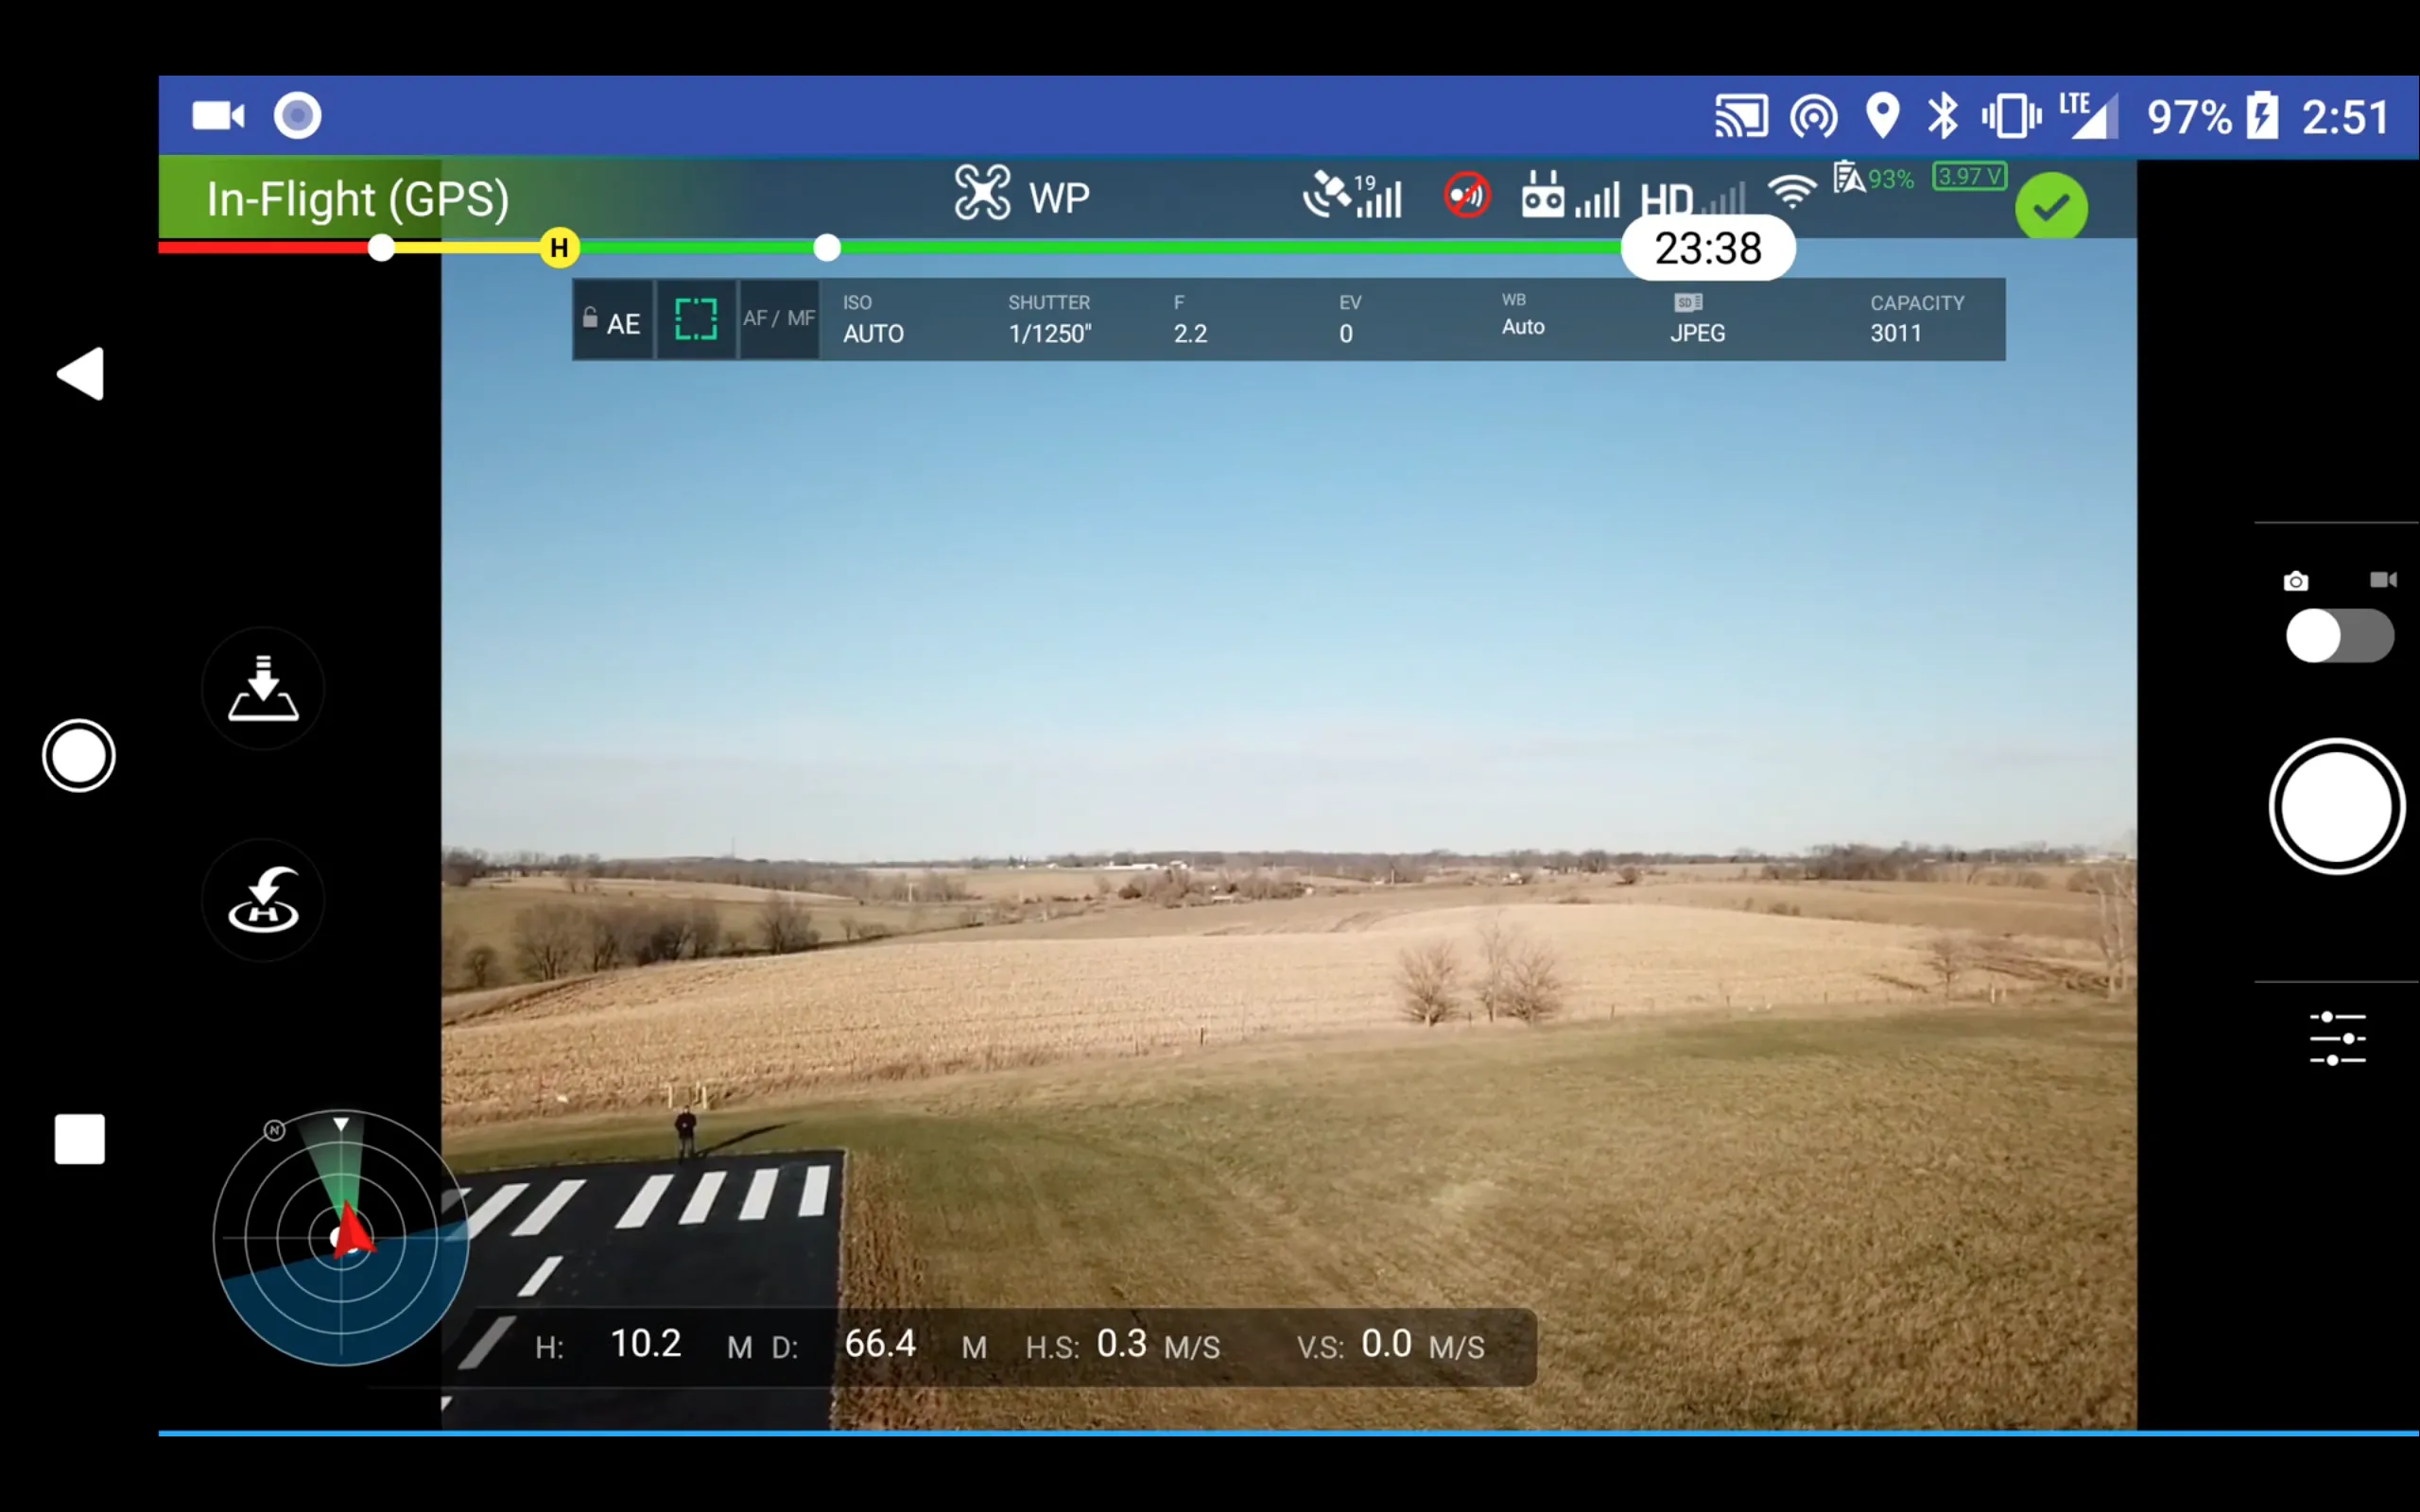 LTE 97% 2:51
In-Flight (GPS) WP 19 HD 93% 3.97 V
H 23:38
AE AF / MF
ISO SHUTTER F EV WB SD CAPACITY
AUTO 1/1250" 2.2 0 Auto JPEG 3011
H
N
H: 10.2 M D: 66.4 M H.S: 0.3 M/S V.S: 0.0 M/S